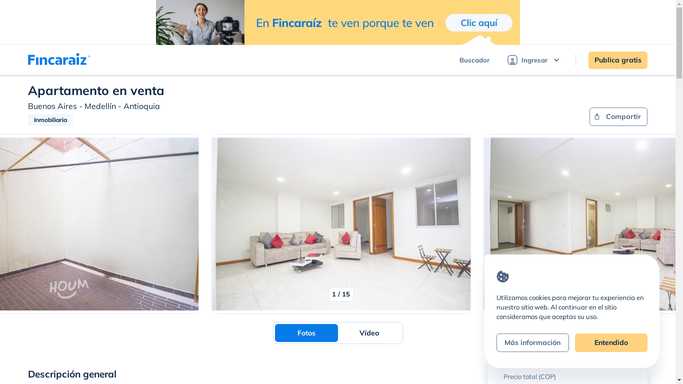 En Fincaraíz te ven porque te ven
Clic aquí
Fincaraíz
Buscador
Ingresar
Publica gratis
Apartamento en venta
Buenos Aires - Medellín - Antioquia
Inmobiliaria
Compartir
HOUM
1 / 15
Fotos
Vídeo
Utilizamos cookies para mejorar tu experiencia en
nuestro sitio web. Al continuar en el sitio
consideramos que aceptas su uso.
Más información
Entendido
Descripción general
Precio total (COP)